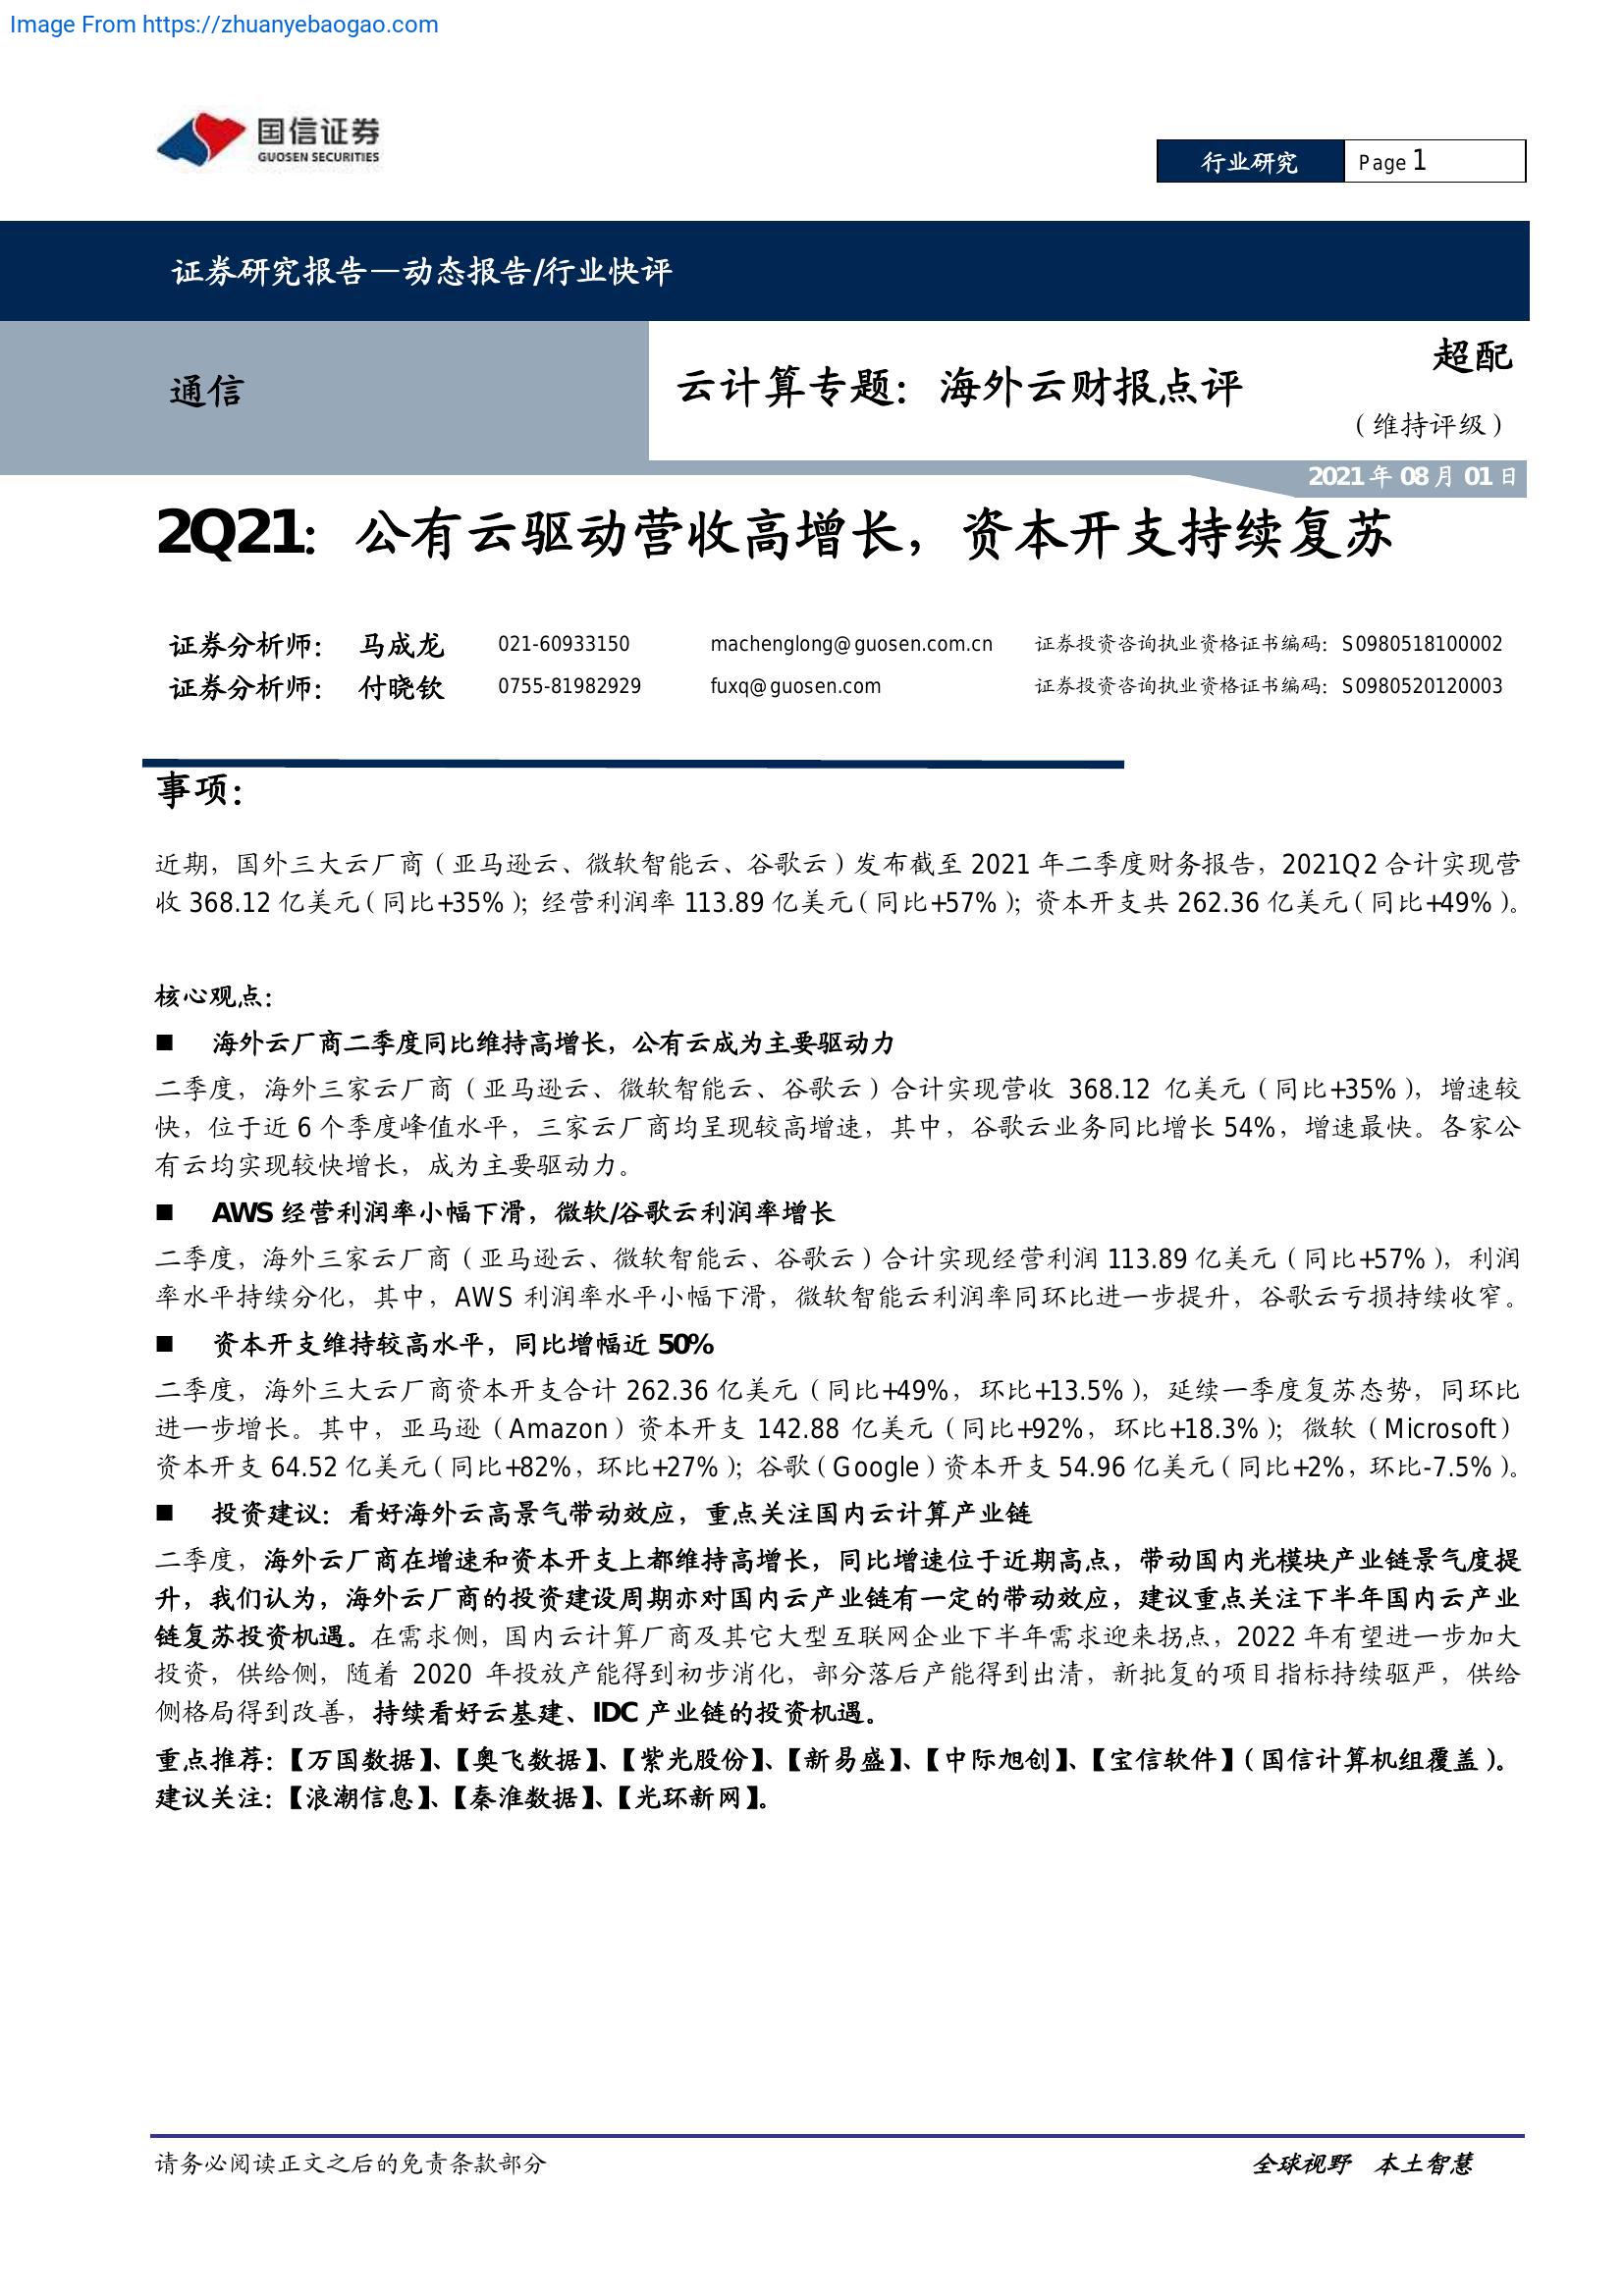 Image From https://zhuanyebaogao.com
国信证券
GUOSEN SECURITIES
行业研究 Page 1
证券研究报告—动态报告/行业快评
通信
云计算专题：海外云财报点评
超配
（维持评级）
2021 年 08 月 01 日
2Q21：公有云驱动营收高增长，资本开支持续复苏
证券分析师： 马成龙 021-60933150 machenglong@guosen.com.cn 证券投资咨询执业资格证书编码：S0980518100002
证券分析师： 付晓钦 0755-81982929 fuxq@guosen.com 证券投资咨询执业资格证书编码：S0980520120003
事项：
近期，国外三大云厂商（亚马逊云、微软智能云、谷歌云）发布截至 2021 年二季度财务报告，2021Q2 合计实现营
收 368.12 亿美元（同比+35%）；经营利润率 113.89 亿美元（同比+57%）；资本开支共 262.36 亿美元（同比+49%）。
核心观点：
■ 海外云厂商二季度同比维持高增长，公有云成为主要驱动力
二季度，海外三家云厂商（亚马逊云、微软智能云、谷歌云）合计实现营收 368.12 亿美元（同比+35%），增速较
快，位于近 6 个季度峰值水平，三家云厂商均呈现较高增速，其中，谷歌云业务同比增长 54%，增速最快。各家公
有云均实现较快增长，成为主要驱动力。
■ AWS 经营利润率小幅下滑，微软/谷歌云利润率增长
二季度，海外三家云厂商（亚马逊云、微软智能云、谷歌云）合计实现经营利润 113.89 亿美元（同比+57%），利润
率水平持续分化，其中，AWS 利润率水平小幅下滑，微软智能云利润率同环比进一步提升，谷歌云亏损持续收窄。
■ 资本开支维持较高水平，同比增幅近 50%
二季度，海外三大云厂商资本开支合计 262.36 亿美元（同比+49%，环比+13.5%），延续一季度复苏态势，同环比
进一步增长。其中，亚马逊（Amazon）资本开支 142.88 亿美元（同比+92%，环比+18.3%）；微软（Microsoft）
资本开支 64.52 亿美元（同比+82%，环比+27%）；谷歌（Google）资本开支 54.96 亿美元（同比+2%，环比-7.5%）。
■ 投资建议：看好海外云高景气带动效应，重点关注国内云计算产业链
二季度，海外云厂商在增速和资本开支上都维持高增长，同比增速位于近期高点，带动国内光模块产业链景气度提
升，我们认为，海外云厂商的投资建设周期亦对国内云产业链有一定的带动效应，建议重点关注下半年国内云产业
链复苏投资机遇。在需求侧，国内云计算厂商及其它大型互联网企业下半年需求迎来拐点，2022 年有望进一步加大
投资，供给侧，随着 2020 年投放产能得到初步消化，部分落后产能得到出清，新批复的项目指标持续驱严，供给
侧格局得到改善，持续看好云基建、IDC 产业链的投资机遇。
重点推荐：【万国数据】、【奥飞数据】、【紫光股份】、【新易盛】、【中际旭创】、【宝信软件】（国信计算机组覆盖）。
建议关注：【浪潮信息】、【秦淮数据】、【光环新网】。
请务必阅读正文之后的免责条款部分 全球视野 本土智慧